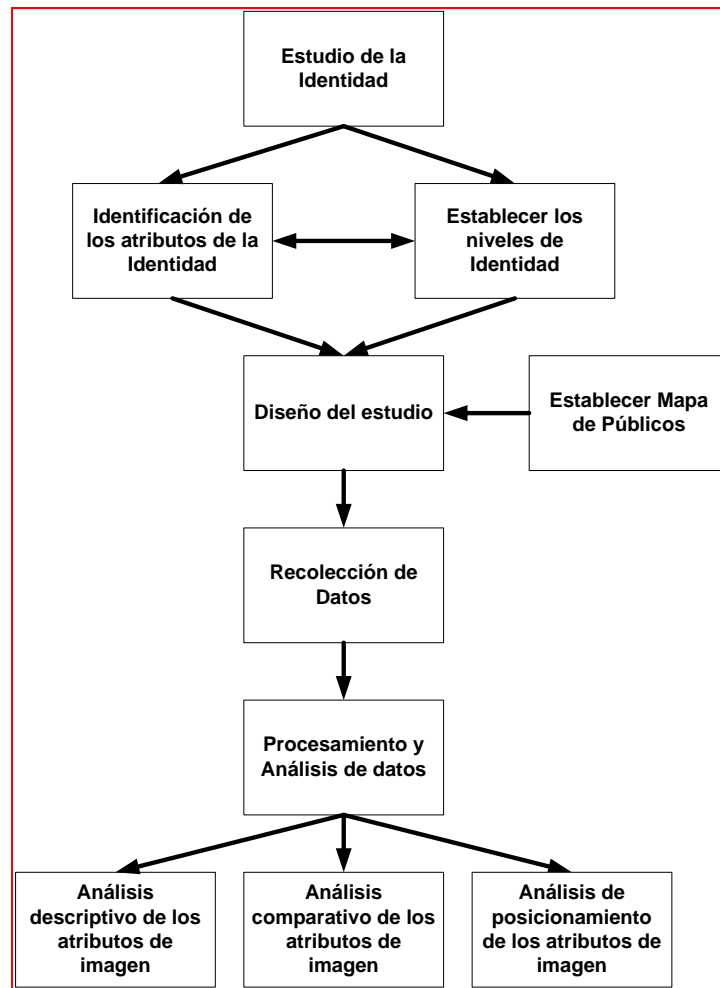 Estudio de la
Identidad
Identificación de
los atributos de la
Identidad
Establecer los
niveles de
Identidad
Diseño del estudio
Establecer Mapa
de Públicos
Recolección de
Datos
Procesamiento y
Análisis de datos
Análisis
descriptivo de los
atributos de
imagen
Análisis
comparativo de los
atributos de
imagen
Análisis de
posicionamiento
de los atributos de
imagen